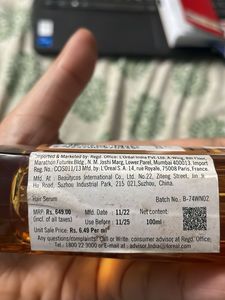 Imported & Marketed by: Regd. Office: L'Oreal India Pvt. Ltd. A-Wing, 8th Floor,
Marathon Futurex Bldg., N. M. Joshi Marg, Lower Parel, Mumbai 400013. Import
Reg. No.: COS011/13 Mfd. by: L'Oreal S. A. 14, rue Royale, 75008 Paris, France.
Mfd. At : Beautycos International Co., Ltd. No.22, Ziteng Street, Jin Ji
Hu Road, Suzhou Industrial Park, 215 021,Suzhou, China.
Hair Serum
Batch No. B-74WN02
MRP: Rs. 649.00
(incl. of all taxes)
Mfd. Date : 11/22
Use Before : 11/25
Net content:
100ml
Unit Sale Price: Rs. 6.49 Per ml
Any questions/complaints? Call or Write: consumer advisor at Regd. Office,
Tel.: 1800 22 3000 or E-mail - advisor.india@loreal.com